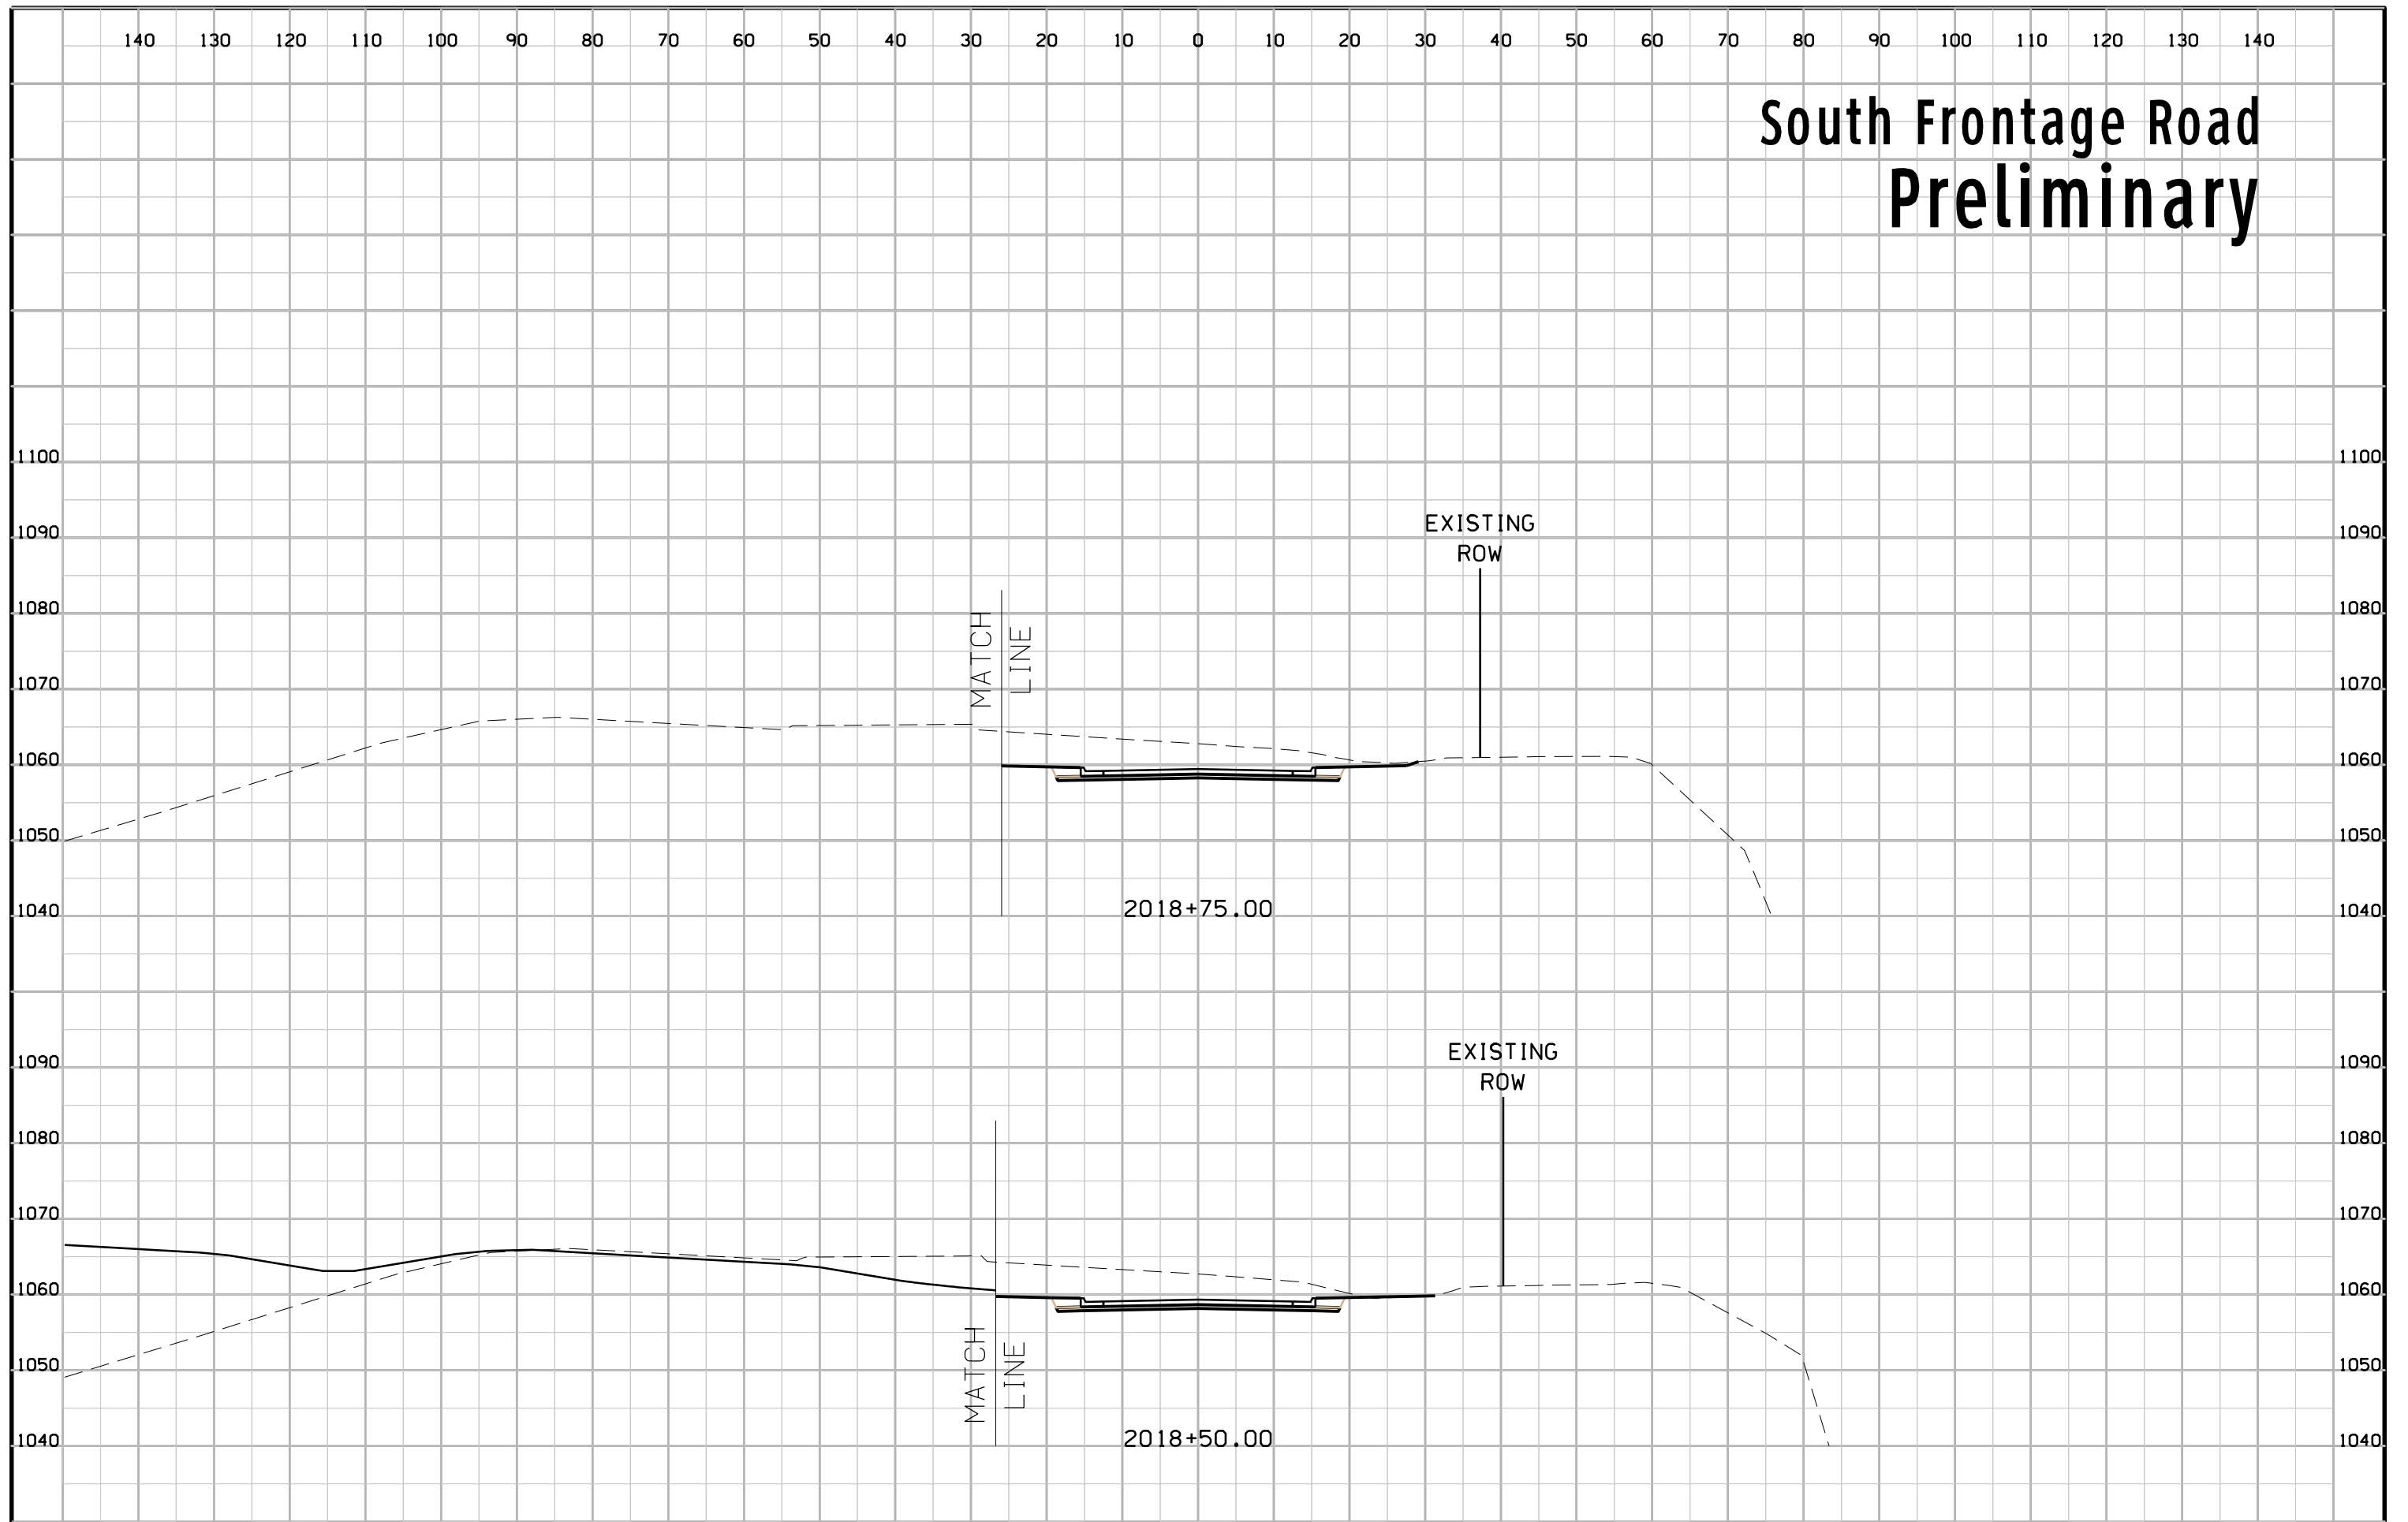 140 130 120 110 100 90 80 70 60 50 40 30 20 10 0 10 20 30 40 50 60 70 80 90 100 110 120 130 140
South Frontage Road
Preliminary
1100 1100
1090 1090
EXISTING
ROW
1080 1080
MATCH
LINE
1070 1070
1060 1060
1050 1050
1040 1040
2018+75.00
1090 1090
EXISTING
ROW
1080 1080
1070 1070
1060 1060
MATCH
LINE
1050 1050
1040 1040
2018+50.00